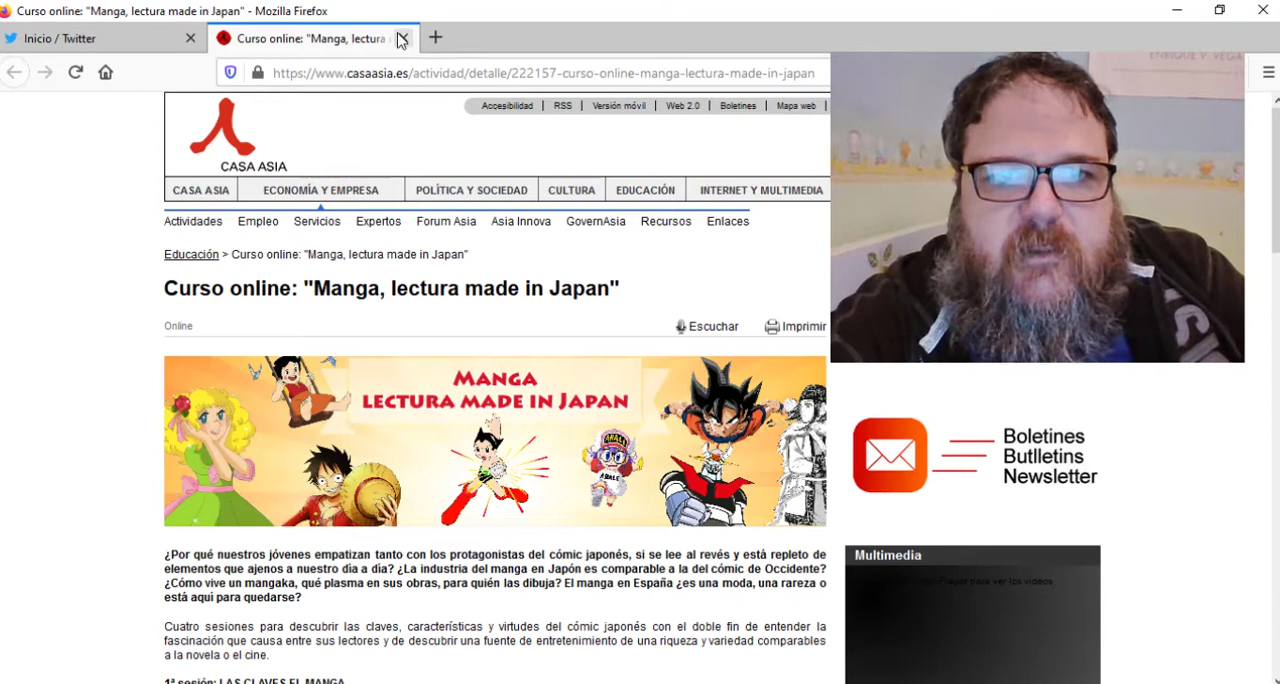 Curso online: "Manga, lectura made in Japan" - Mozilla Firefox
Inicio / Twitter
Curso online: "Manga, lectura
https://www.casaasia.es/actividad/detalle/222157-curso-online-manga-lectura-made-in-japan
Accesibilidad | RSS | Versión móvil | Web 2.0 | Boletines | Mapa web |
CASA ASIA
CASA ASIA ECONOMÍA Y EMPRESA POLÍTICA Y SOCIEDAD CULTURA EDUCACIÓN INTERNET Y MULTIMEDIA
Actividades Empleo Servicios Expertos Forum Asia Asia Innova GovernAsia Recursos Enlaces
Educación > Curso online: "Manga, lectura made in Japan"
Curso online: "Manga, lectura made in Japan"
Online
Escuchar Imprimir
MANGA
LECTURA MADE IN JAPAN
ARALE
¿Por qué nuestros jóvenes empatizan tanto con los protagonistas del cómic japonés, si se lee al revés y está repleto de
elementos que ajenos a nuestro día a día? ¿La industria del manga en Japón es comparable a la del cómic de Occidente?
¿Cómo vive un mangaka, qué plasma en sus obras, para quién las dibuja? El manga en España ¿es una moda, una rareza o
está aquí para quedarse?
Cuatro sesiones para descubrir las claves, características y virtudes del cómic japonés con el doble fin de entender la
fascinación que causa entre sus lectores y de descubrir una fuente de entretenimiento de una riqueza y variedad comparables
a la novela o el cine.
1ª sesión: LAS CLAVES EL MANGA
Boletines
Butlletins
Newsletter
Multimedia
Player para ver los videos